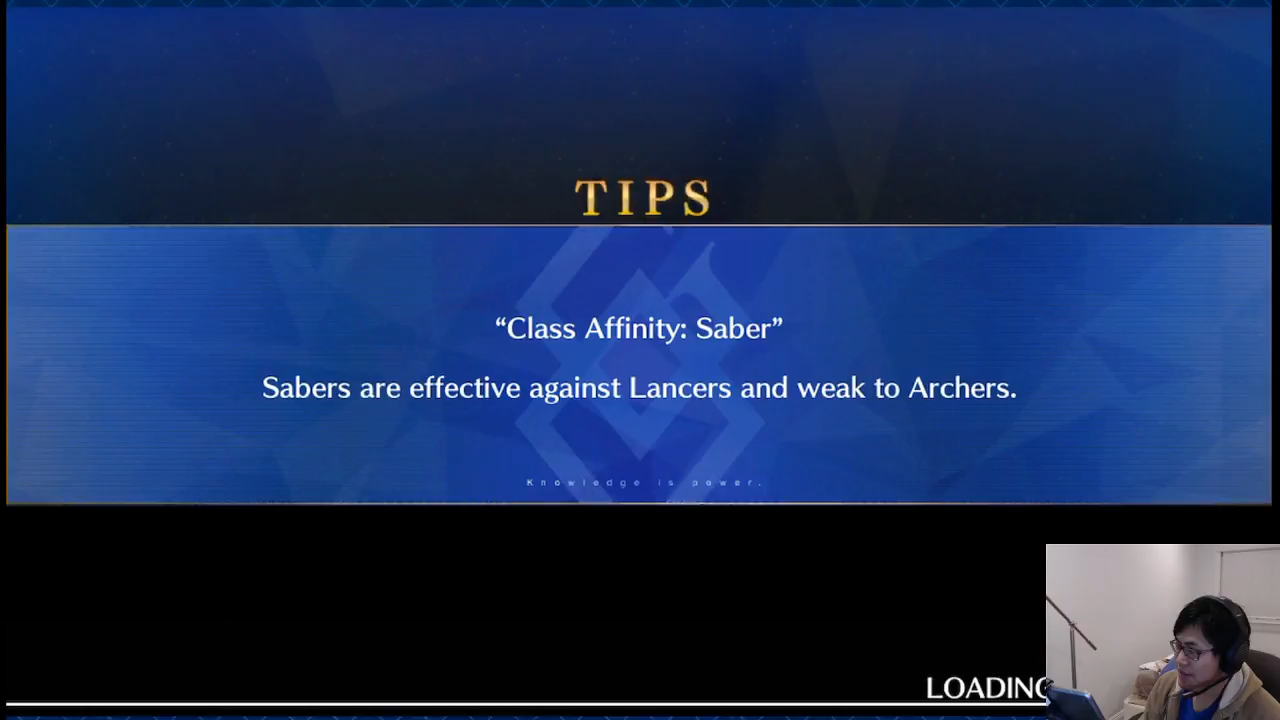 TIPS
“Class Affinity: Saber”
Sabers are effective against Lancers and weak to Archers.
Knowledge is power.
LOADING